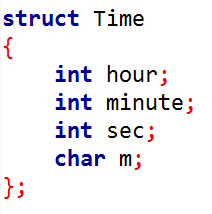 struct Time
{
    int hour;
    int minute;
    int sec;
    char m;
};